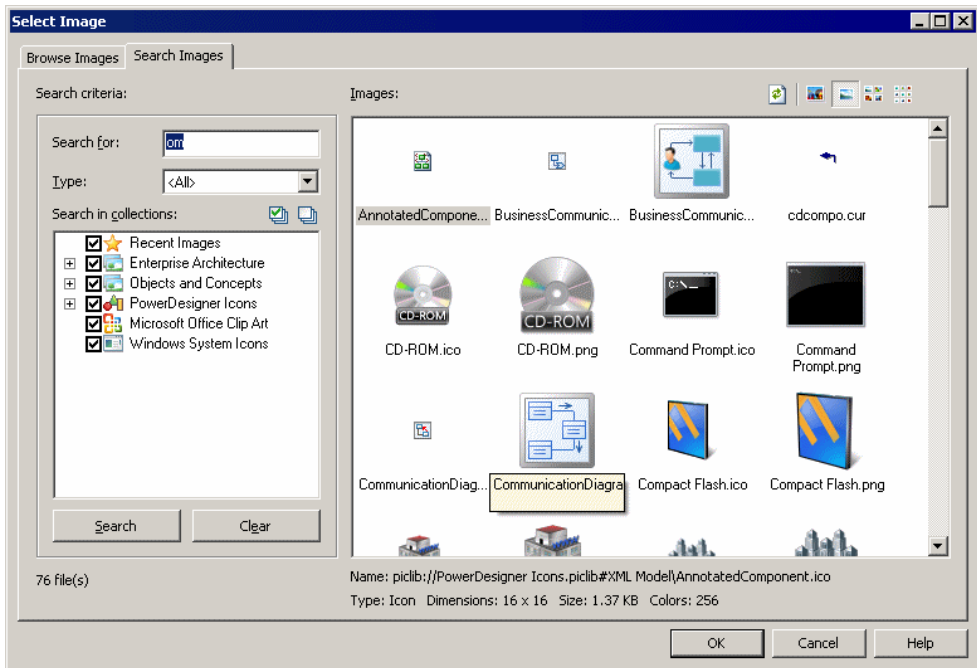 Select Image
Browse Images
Search Images
Search criteria:
Images:
Search for:
om
Type:
<All>
Search in collections:
Recent Images
Enterprise Architecture
Objects and Concepts
PowerDesigner Icons
Microsoft Office Clip Art
Windows System Icons
Search
Clear
76 file(s)
AnnotatedCompone...
BusinessCommunic...
BusinessCommunic...
cdcompo.cur
CD-ROM
CD-ROM
C:\
CD-ROM.ico
CD-ROM.png
Command Prompt.ico
Command
Prompt.png
CommunicationDiag...
CommunicationDiagra
Compact Flash.ico
Compact Flash.png
Name: piclib://PowerDesigner Icons.piclib#XML Model\AnnotatedComponent.ico
Type: Icon Dimensions: 16 x 16 Size: 1.37 KB Colors: 256
OK
Cancel
Help